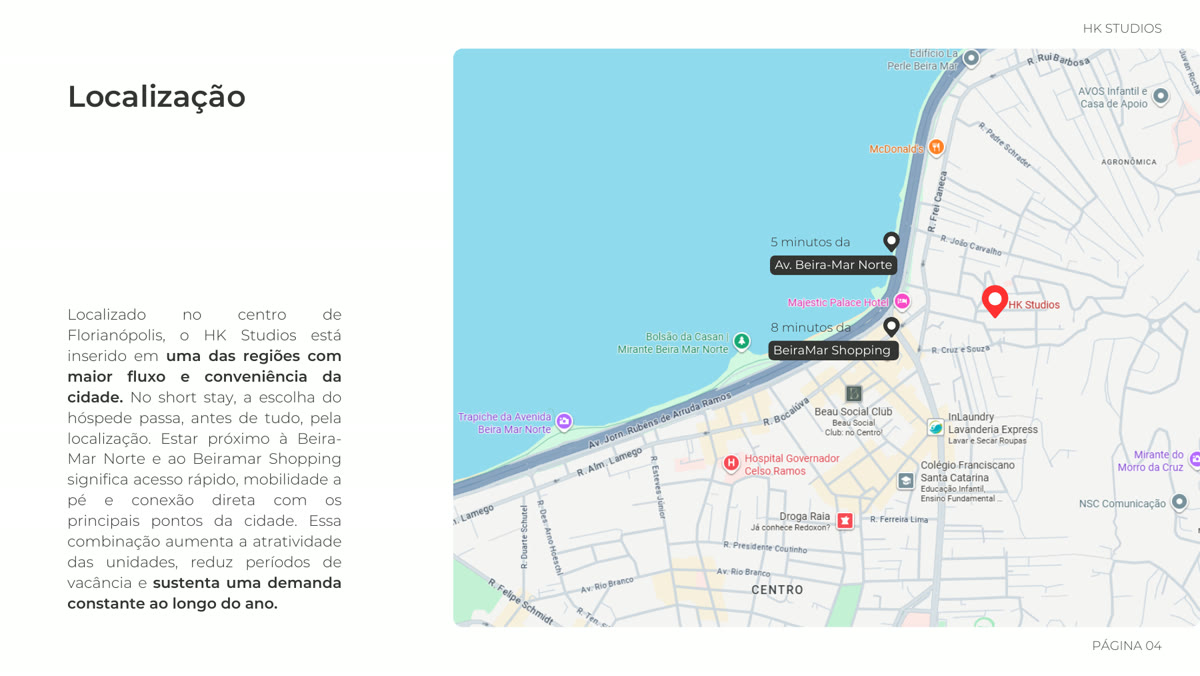 HK STUDIOS
Localização
Localizado no centro de
Florianópolis, o HK Studios está
inserido em uma das regiões com
maior fluxo e conveniência da
cidade. No short stay, a escolha do
hóspede passa, antes de tudo, pela
localização. Estar próximo à Beira-
Mar Norte e ao Beiramar Shopping
significa acesso rápido, mobilidade a
pé e conexão direta com os
principais pontos da cidade. Essa
combinação aumenta a atratividade
das unidades, reduz períodos de
vacância e sustenta uma demanda
constante ao longo do ano.
Edifício La
Perle Beira Mar
R. Rui Barbosa
AVOS Infantil e
Casa de Apoio
McDonald's
R. Padre Schrader
AGRONÔMICA
R. Frei Caneca
5 minutos da
Av. Beira-Mar Norte
R. João Carvalho
Majestic Palace Hotel
HK Studios
8 minutos da
BeiraMar Shopping
Bolsão da Casan |
Mirante Beira Mar Norte
R. Cruz e Souza
Trapiche da Avenida
Beira Mar Norte
Av. Jorn. Rubens de Arruda Ramos
R. Bocaiúva
Beau Social Club
Beau Social
Club: no Centro!
InLaundry
Lavanderia Express
Lavar e Secar Roupas
R. Alm. Lamego
Hospital Governador
Celso Ramos
Colégio Franciscano
Santa Catarina
Educação Infantil,
Ensino Fundamental ...
Mirante do
Morro da Cruz
R. Esteves Júnior
NSC Comunicação
. Lamego
R. Duarte Schutel
R. Des. Arno Hoeschl
Droga Raia
Já conhece Redoxon?
R. Ferreira Lima
R. Presidente Coutinho
Av. Rio Branco
Av. Rio Branco
CENTRO
R. Felipe Schmidt
R. Ten.
PÁGINA 04